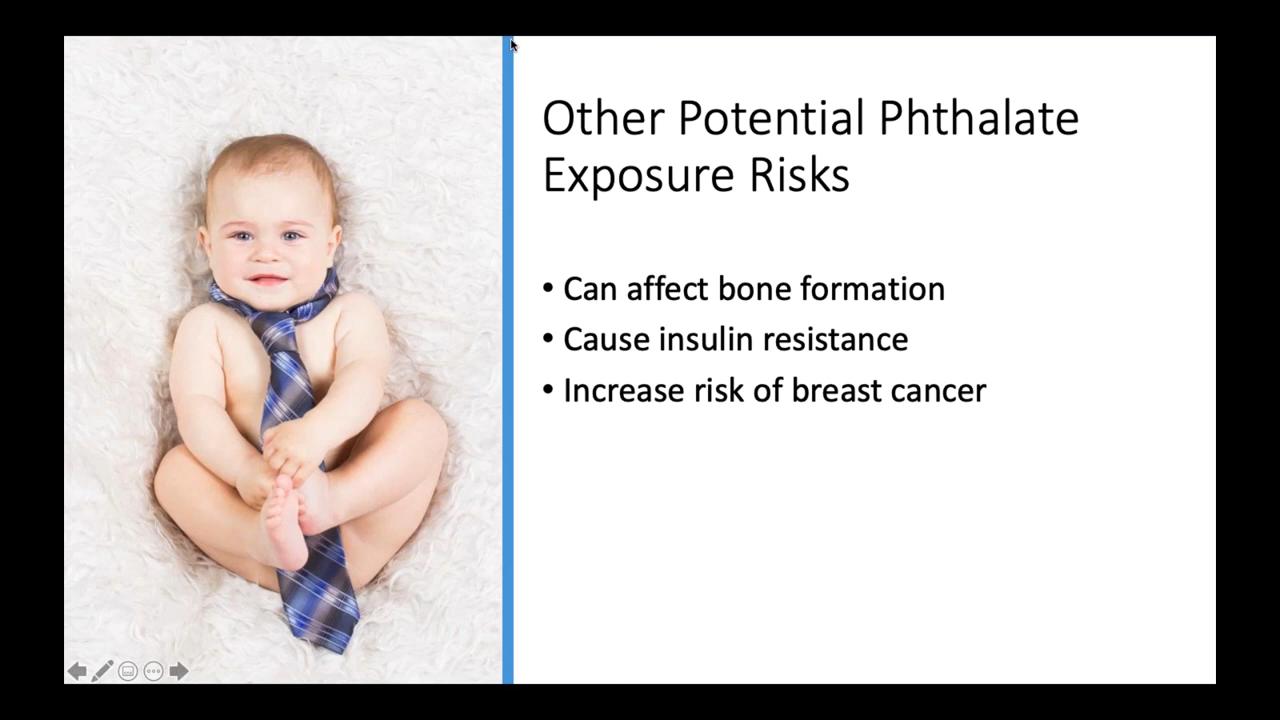 Other Potential Phthalate
Exposure Risks
• Can affect bone formation
• Cause insulin resistance
• Increase risk of breast cancer